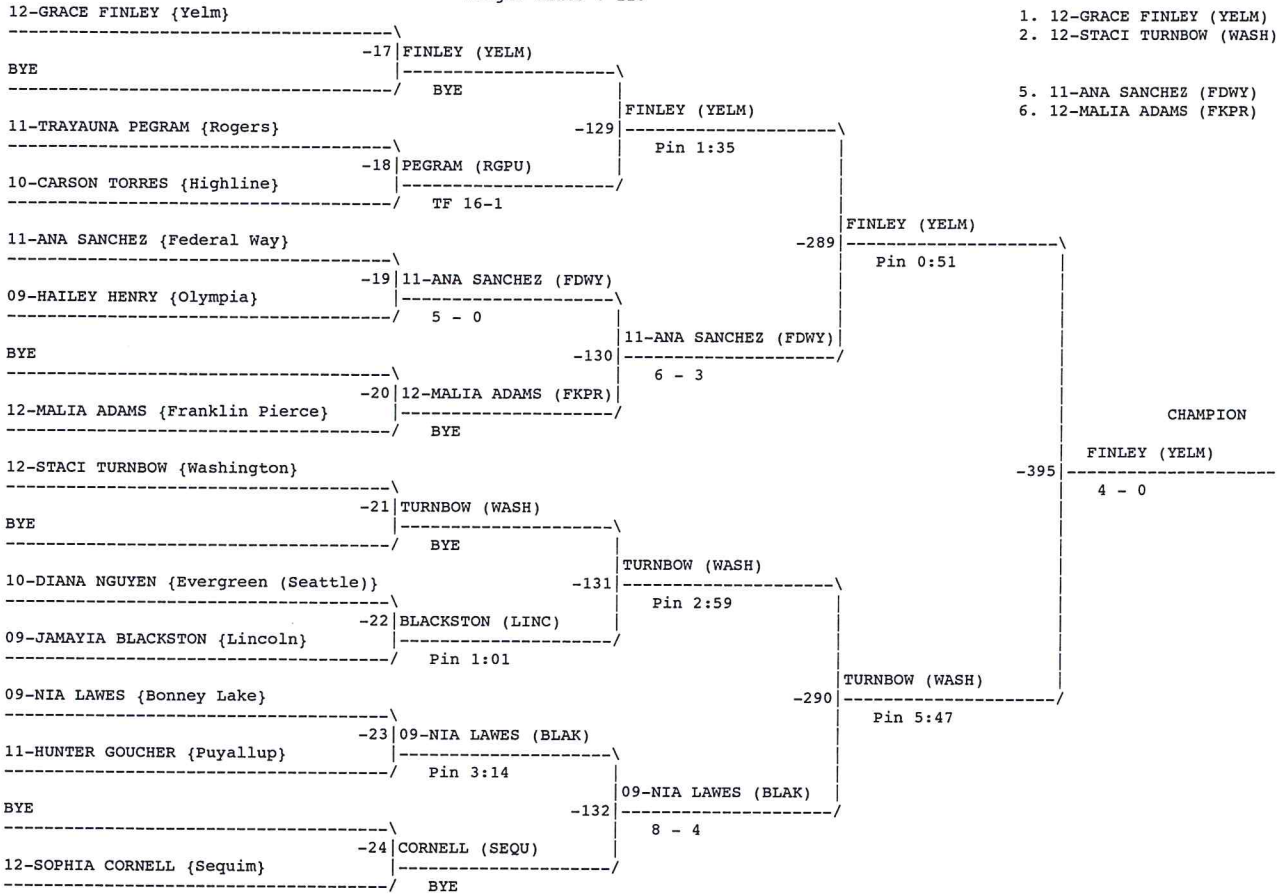 12-GRACE FINLEY {Yelm}
1. 12-GRACE FINLEY (YELM)
2. 12-STACI TURNBOW (WASH)
-17 FINLEY (YELM)
BYE
BYE
5. 11-ANA SANCHEZ (FDWY)
6. 12-MALIA ADAMS (FKPR)
FINLEY (YELM)
11-TRAYAUNA PEGRAM {Rogers}
-129
Pin 1:35
-18 PEGRAM (RGPU)
10-CARSON TORRES {Highline}
TF 16-1
FINLEY (YELM)
11-ANA SANCHEZ {Federal Way}
-289
Pin 0:51
-19 11-ANA SANCHEZ (FDWY)
09-HAILEY HENRY {Olympia}
5 - 0
11-ANA SANCHEZ (FDWY)
BYE
-130
6 - 3
-20 12-MALIA ADAMS (FKPR)
12-MALIA ADAMS {Franklin Pierce}
CHAMPION
BYE
FINLEY (YELM)
12-STACI TURNBOW {Washington}
-395
4 - 0
-21 TURNBOW (WASH)
BYE
BYE
TURNBOW (WASH)
10-DIANA NGUYEN {Evergreen (Seattle)}
-131
Pin 2:59
-22 BLACKSTON (LINC)
09-JAMAYIA BLACKSTON {Lincoln}
Pin 1:01
TURNBOW (WASH)
09-NIA LAWES {Bonney Lake}
-290
Pin 5:47
-23 09-NIA LAWES (BLAK)
11-HUNTER GOUCHER {Puyallup}
Pin 3:14
09-NIA LAWES (BLAK)
BYE
-132
8 - 4
-24 CORNELL (SEQU)
12-SOPHIA CORNELL {Sequim}
BYE